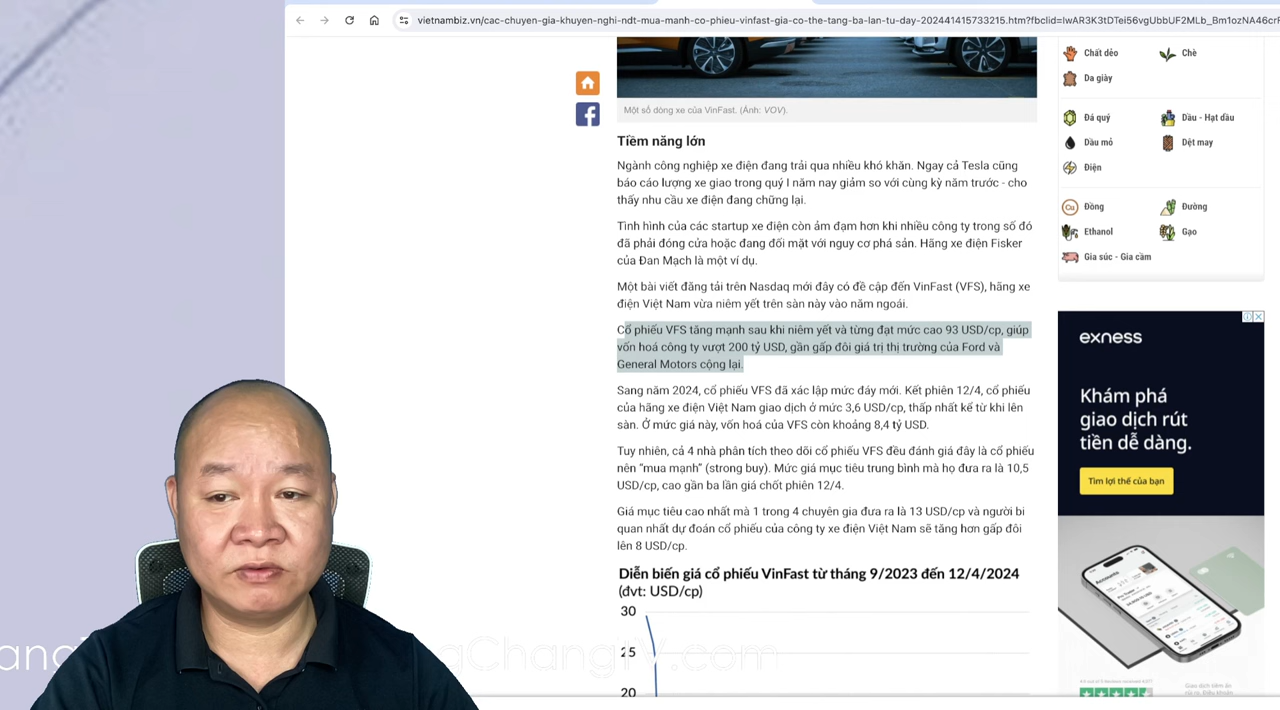 vietnambiz.vn/cac-chuyen-gia-khuyen-nghi-ndt-mua-manh-co-phieu-vinfast-gia-co-the-tang-ba-lan-tu-day-202441415733215.htm?fbclid=IwAR3K3tDTei56vgUbbUF2MLb_Bm1ozNA46crF
Một số dòng xe của VinFast. (Ảnh: VOV).
Tiềm năng lớn
Ngành công nghiệp xe điện đang trải qua nhiều khó khăn. Ngay cả Tesla cũng
báo cáo lượng xe giao trong quý I năm nay giảm so với cùng kỳ năm trước - cho
thấy nhu cầu xe điện đang chững lại.
Tình hình của các startup xe điện còn ảm đạm hơn khi nhiều công ty trong số đó
đã phải đóng cửa hoặc đang đối mặt với nguy cơ phá sản. Hãng xe điện Fisker
của Đan Mạch là một ví dụ.
Một bài viết đăng tải trên Nasdaq mới đây có đề cập đến VinFast (VFS), hãng xe
điện Việt Nam vừa niêm yết trên sàn này vào năm ngoái.
Cổ phiếu VFS tăng mạnh sau khi niêm yết và từng đạt mức cao 93 USD/cp, giúp
vốn hoá công ty vượt 200 tỷ USD, gần gấp đôi giá trị thị trường của Ford và
General Motors cộng lại.
Sang năm 2024, cổ phiếu VFS đã xác lập mức đáy mới. Kết phiên 12/4, cổ phiếu
của hãng xe điện Việt Nam giao dịch ở mức 3,6 USD/cp, thấp nhất kể từ khi lên
sàn. Ở mức giá này, vốn hoá của VFS còn khoảng 8,4 tỷ USD.
Tuy nhiên, cả 4 nhà phân tích theo dõi cổ phiếu VFS đều đánh giá đây là cổ phiếu
nên “mua mạnh” (strong buy). Mức giá mục tiêu trung bình mà họ đưa ra là 10,5
USD/cp, cao gần ba lần giá chốt phiên 12/4.
Giá mục tiêu cao nhất mà 1 trong 4 chuyên gia đưa ra là 13 USD/cp và người bi
quan nhất dự đoán cổ phiếu của công ty xe điện Việt Nam sẽ tăng hơn gấp đôi
lên 8 USD/cp.
Diễn biến giá cổ phiếu VinFast từ tháng 9/2023 đến 12/4/2024
(đvt: USD/cp)
30
25
20
Chất dẻo
Chè
Da giày
Đá quý
Dầu - Hạt dầu
Dầu mỏ
Dệt may
Điện
Đồng
Đường
Ethanol
Gạo
Gia súc - Gia cầm
exness
Khám phá
giao dịch rút
tiền dễ dàng.
Tìm lợi thế của bạn
gChangTV.com